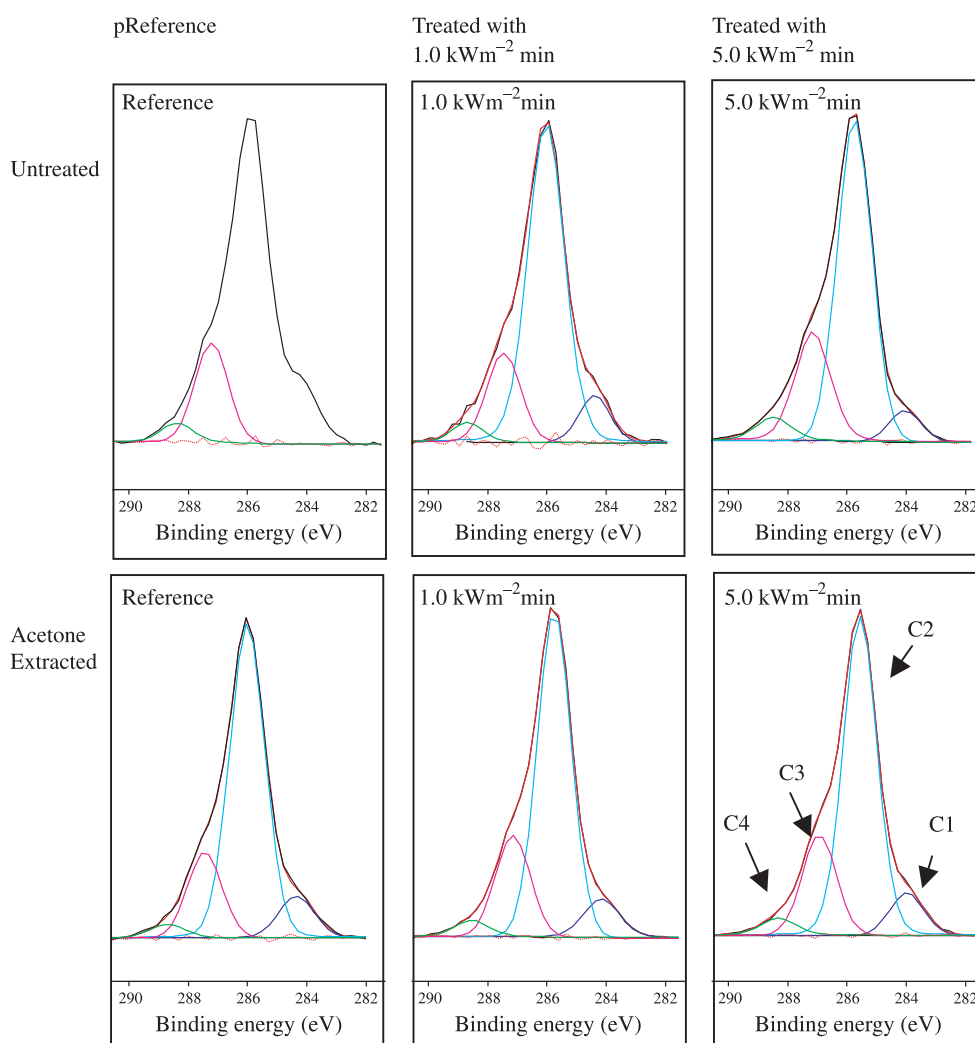 pReference
Treated with
1.0 kWm⁻² min
Treated with
5.0 kWm⁻² min
Untreated
Reference
290 288 286 284 282
Binding energy (eV)
1.0 kWm⁻²min
290 288 286 284 282
Binding energy (eV)
5.0 kWm⁻²min
290 288 286 284 282
Binding energy (eV)
Acetone
Extracted
Reference
290 288 286 284 282
Binding energy (eV)
1.0 kWm⁻²min
290 288 286 284 282
Binding energy (eV)
5.0 kWm⁻²min
C2
C3
C4
C1
290 288 286 284 282
Binding energy (eV)